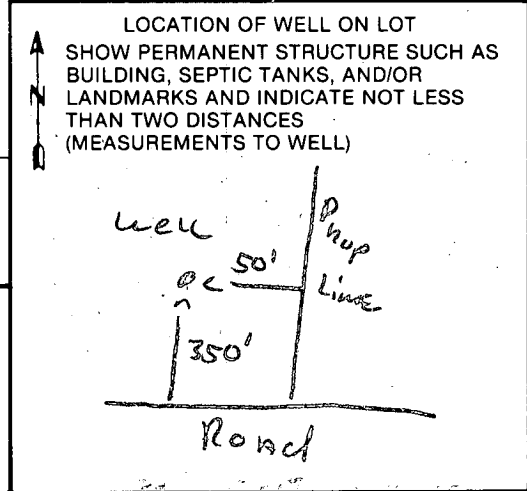 LOCATION OF WELL ON LOT
SHOW PERMANENT STRUCTURE SUCH AS
BUILDING, SEPTIC TANKS, AND/OR
N LANDMARKS AND INDICATE NOT LESS
THAN TWO DISTANCES
(MEASUREMENTS TO WELL)
Well
Prop
50'
Line
350'
Road